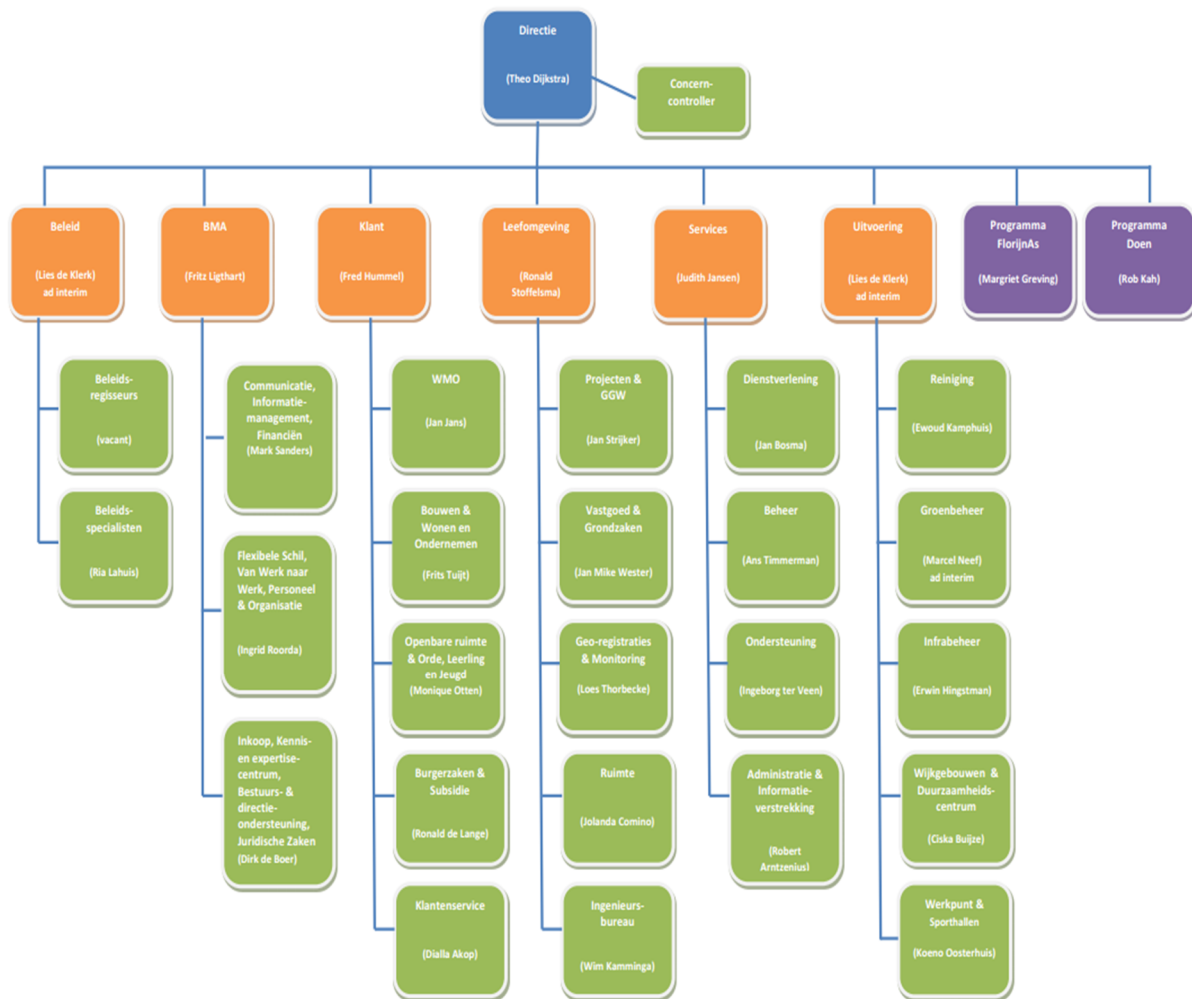 Directie
(Theo Dijkstra)
Concern-
controller
Beleid
(Lies de Klerk)
ad interim
BMA
(Fritz Ligthart)
Klant
(Fred Hummel)
Leefomgeving
(Ronald
Stoffelsma)
Services
(Judith Jansen)
Uitvoering
(Lies de Klerk)
ad interim
Programma
FlorijnAs
(Margriet Greving)
Programma
Doen
(Rob Kah)
Beleids-
regisseurs
(vacant)
Beleids-
specialisten
(Ria Lahuis)
Communicatie,
Informatie-
management,
Financiën
(Mark Sanders)
Flexibele Schil,
Van Werk naar
Werk, Personeel
& Organisatie
(Ingrid Roorda)
Inkoop, Kennis-
en expertise-
centrum,
Bestuurs- &
directie-
ondersteuning,
Juridische Zaken
(Dirk de Boer)
WMO
(Jan Jans)
Bouwen &
Wonen en
Ondernemen
(Frits Tuijt)
Openbare ruimte
& Orde, Leerling
en Jeugd
(Monique Otten)
Burgerzaken &
Subsidie
(Ronald de Lange)
Klantenservice
(Dialla Akop)
Projecten &
GGW
(Jan Strijker)
Vastgoed &
Grondzaken
(Jan Mike Wester)
Geo-registraties
& Monitoring
(Loes Thorbecke)
Ruimte
(Jolanda Comino)
Ingenieurs-
bureau
(Wim Kamminga)
Dienstverlening
(Jan Bosma)
Beheer
(Ans Timmerman)
Ondersteuning
(Ingeborg ter Veen)
Administratie &
Informatie-
verstrekking
(Robert
Arntzenius)
Reiniging
(Ewoud Kamphuis)
Groenbeheer
(Marcel Neef)
ad interim
Infrabeheer
(Erwin Hingstman)
Wijkgebouwen &
Duurzaamheids-
centrum
(Ciska Buijze)
Werkpunt &
Sporthallen
(Koeno Oosterhuis)